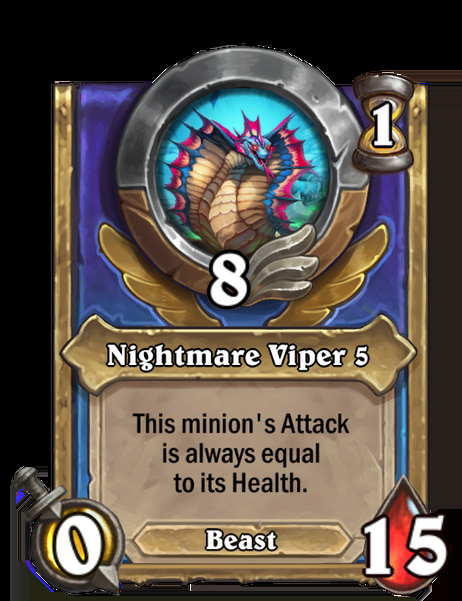 1
8
Nightmare Viper 5
This minion's Attack
is always equal
to its Health.
Beast
0
15